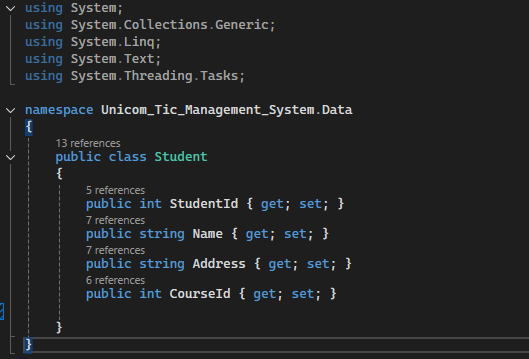 using System;
using System.Collections.Generic;
using System.Linq;
using System.Text;
using System.Threading.Tasks;
namespace Unicom_Tic_Management_System.Data
{
13 references
public class Student
{
5 references
public int StudentId { get; set; }
7 references
public string Name { get; set; }
7 references
public string Address { get; set; }
6 references
public int CourseId { get; set; }
}
}